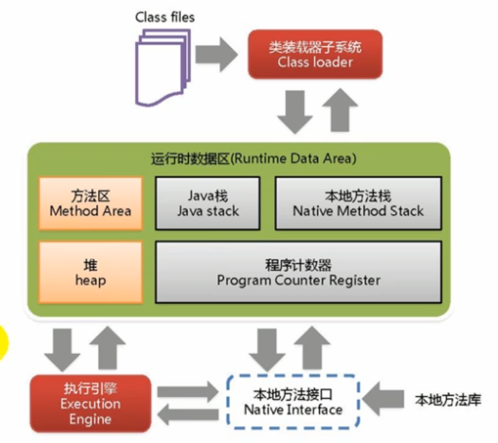 Class files
类装载器子系统
Class loader
运行时数据区(Runtime Data Area)
方法区
Method Area
Java栈
Java stack
本地方法栈
Native Method Stack
堆
heap
程序计数器
Program Counter Register
执行引擎
Execution
Engine
本地方法接口
Native Interface
本地方法库